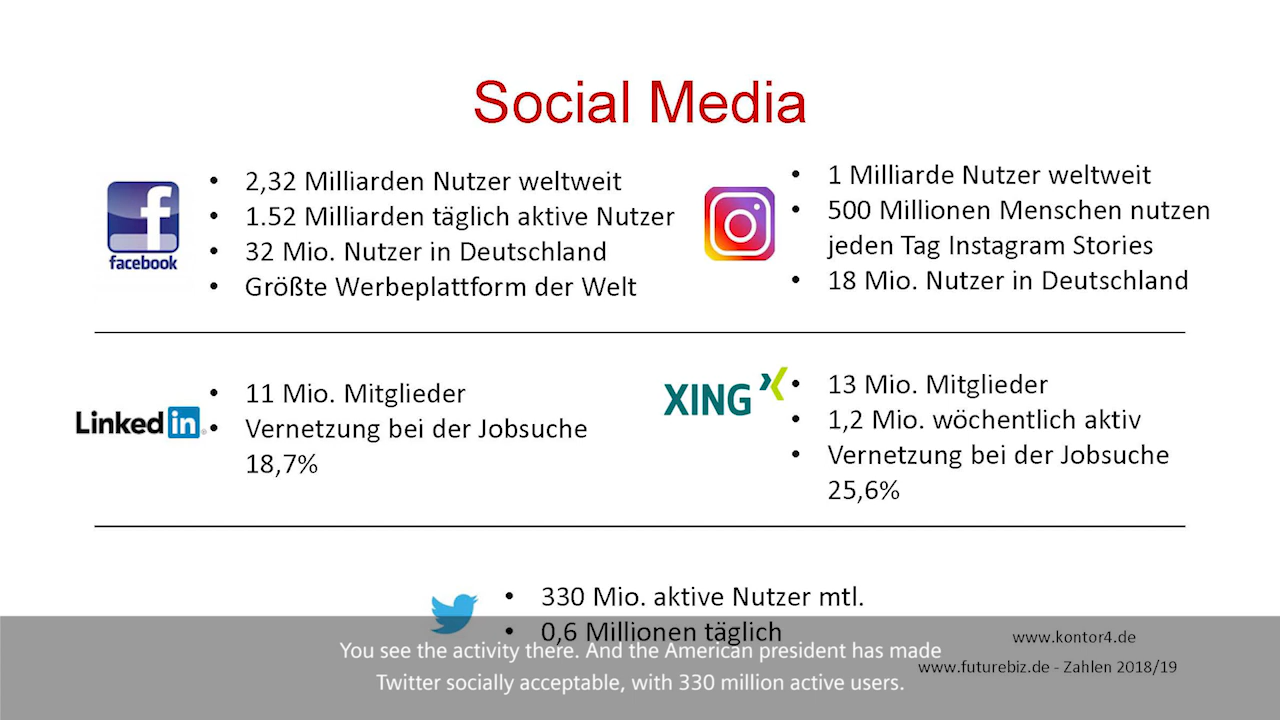 Social Media
facebook
• 2,32 Milliarden Nutzer weltweit
• 1.52 Milliarden täglich aktive Nutzer
• 32 Mio. Nutzer in Deutschland
• Größte Werbeplattform der Welt
• 1 Milliarde Nutzer weltweit
• 500 Millionen Menschen nutzen
jeden Tag Instagram Stories
• 18 Mio. Nutzer in Deutschland
Linked in
• 11 Mio. Mitglieder
• Vernetzung bei der Jobsuche
18,7%
XING
• 13 Mio. Mitglieder
• 1,2 Mio. wöchentlich aktiv
• Vernetzung bei der Jobsuche
25,6%
• 330 Mio. aktive Nutzer mtl.
• 0,6 Millionen täglich
www.kontor4.de
www.futurebiz.de - Zahlen 2018/19
You see the activity there. And the American president has made
Twitter socially acceptable, with 330 million active users.